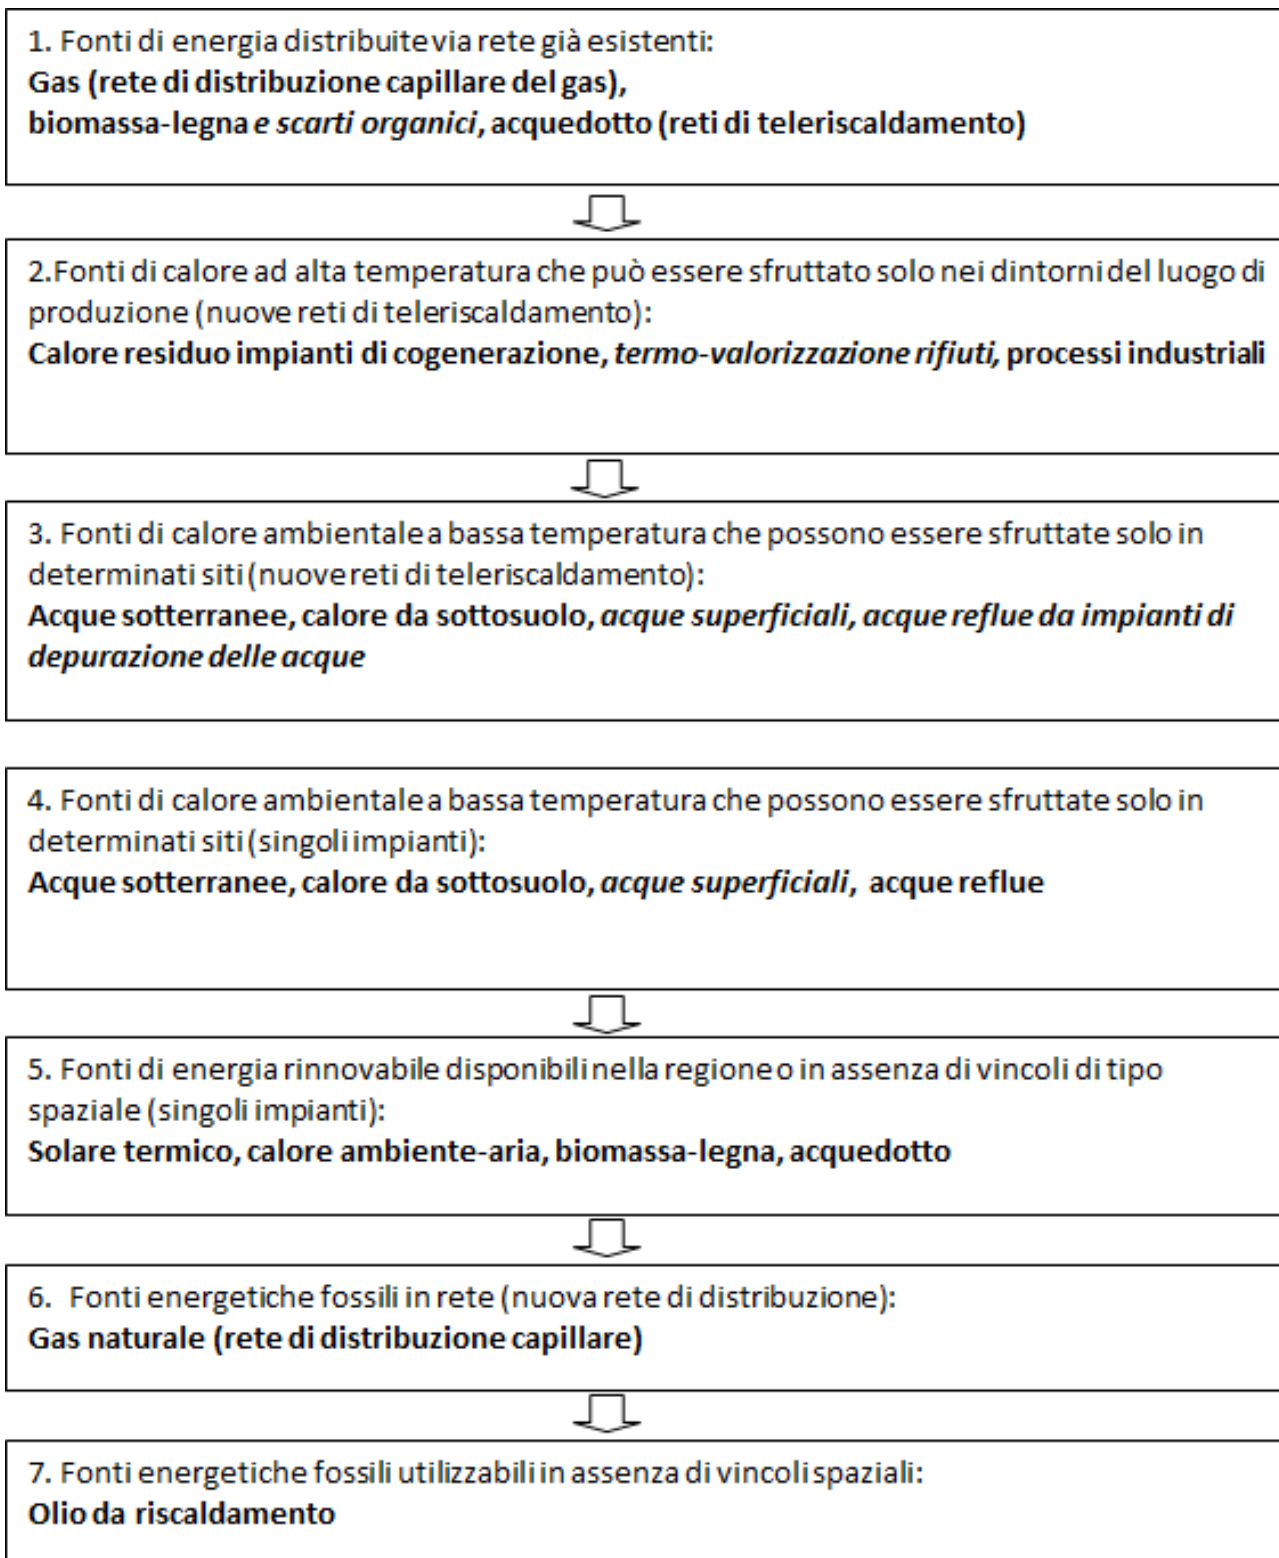 1. Fonti di energia distribuite via rete già esistenti:
Gas (rete di distribuzione capillare del gas),
biomassa-legna e scarti organici, acquedotto (reti di teleriscaldamento)
2.Fonti di calore ad alta temperatura che può essere sfruttato solo nei dintorni del luogo di
produzione (nuove reti di teleriscaldamento):
Calore residuo impianti di cogenerazione, termo-valorizzazione rifiuti, processi industriali
3. Fonti di calore ambientale a bassa temperatura che possono essere sfruttate solo in
determinati siti (nuove reti di teleriscaldamento):
Acque sotterranee, calore da sottosuolo, acque superficiali, acque reflue da impianti di
depurazione delle acque
4. Fonti di calore ambientale a bassa temperatura che possono essere sfruttate solo in
determinati siti (singoli impianti):
Acque sotterranee, calore da sottosuolo, acque superficiali, acque reflue
5. Fonti di energia rinnovabile disponibili nella regione o in assenza di vincoli di tipo
spaziale (singoli impianti):
Solare termico, calore ambiente-aria, biomassa-legna, acquedotto
6. Fonti energetiche fossili in rete (nuova rete di distribuzione):
Gas naturale (rete di distribuzione capillare)
7. Fonti energetiche fossili utilizzabili in assenza di vincoli spaziali:
Olio da riscaldamento